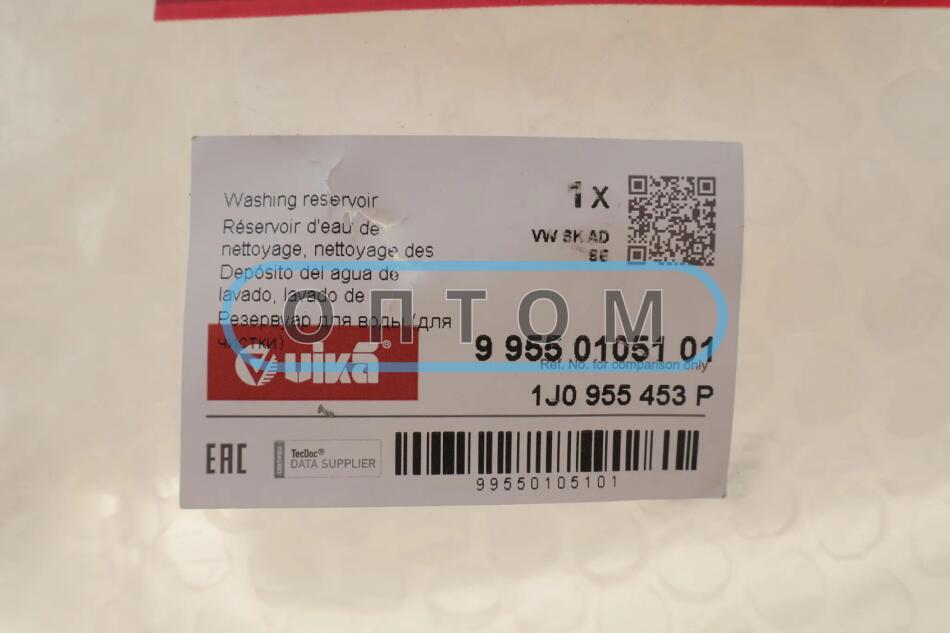 Washing reservoir
Réservoir d'eau de
nettoyage, nettoyage des
Depósito del agua de
lavado, lavado de
Резервуар для воды (для
чистки)
1 X
VW SK AD
SE
ОПТОМ
vikā®
9 955 01051 01
Ref. No. for comparison only
1J0 955 453 P
EAC
CERTIFIED
TecDoc®
DATA SUPPLIER
99550105101